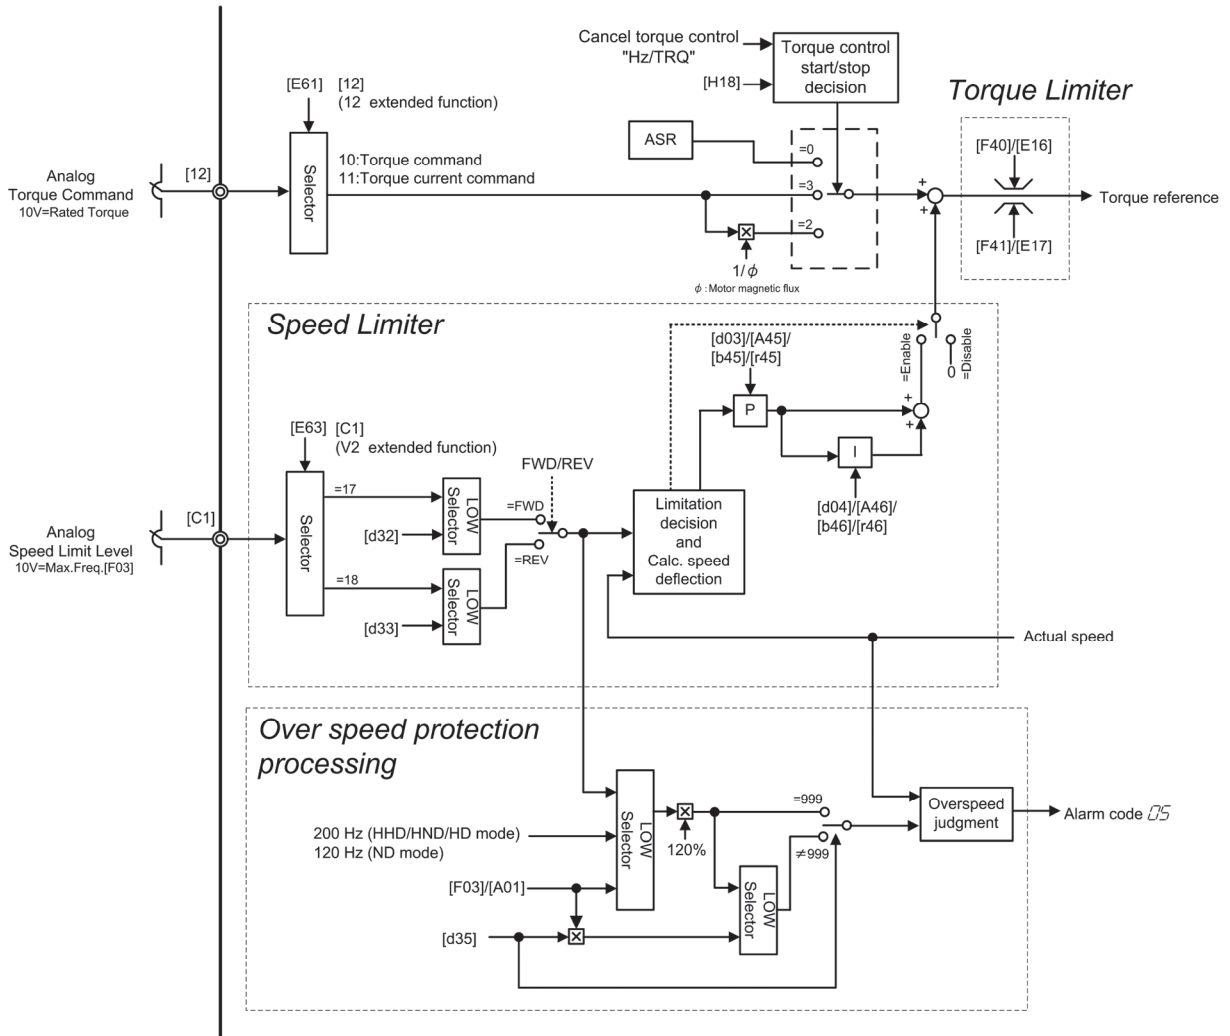 Cancel torque control
"Hz/TRQ"
[H18]
Torque control
start/stop
decision
Torque Limiter
[E61]
[12]
(12 extended function)
Selector
10:Torque command
11:Torque current command
ASR
=0
=3
=2
1/ϕ
ϕ : Motor magnetic flux
+
+
[F40]/[E16]
[F41]/[E17]
Torque reference
Analog
Torque Command
10V=Rated Torque
[12]
Speed Limiter
[d03]/[A45]/
[b45]/[r45]
P
I
[d04]/[A46]/
[b46]/[r46]
+
+
=Enable
0
=Disable
[E63]
[C1]
(V2 extended function)
Selector
=17
=18
LOW
Selector
[d32]
LOW
Selector
[d33]
FWD/REV
=FWD
=REV
Limitation
decision
and
Calc. speed
deflection
Analog
Speed Limit Level
10V=Max.Freq.[F03]
[C1]
Actual speed
Over speed protection
processing
200 Hz (HHD/HND/HD mode)
120 Hz (ND mode)
[F03]/[A01]
[d35]
LOW
Selector
120%
LOW
Selector
=999
≠999
Overspeed
judgment
Alarm code OS